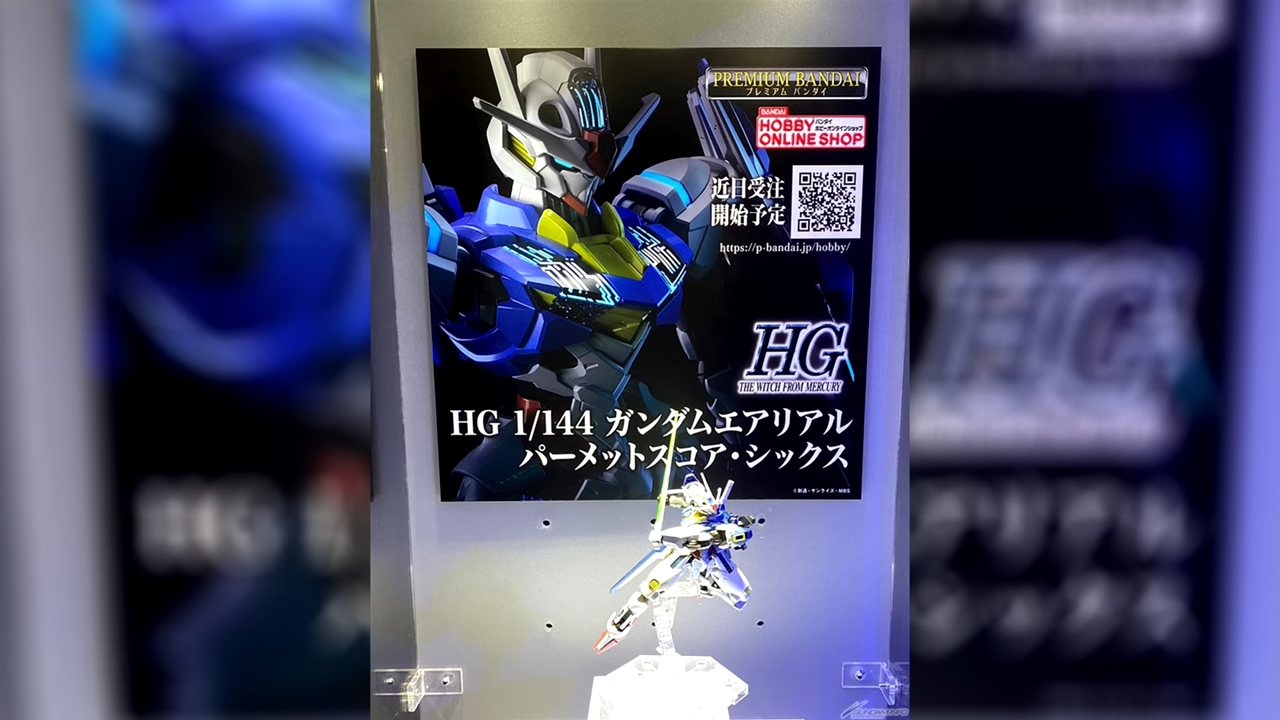 PREMIUM BANDAI
プレミアム バンダイ
BANDAI
HOBBY
ONLINE SHOP
バンダイ
ホビーオンラインショップ
近日受注
開始予定
https://p-bandai.jp/hobby/
HG
THE WITCH FROM MERCURY
HG 1/144 ガンダムエアリアル
パーメットスコア・シックス
©創通・サンライズ・MBS
GUNDAM.INFO